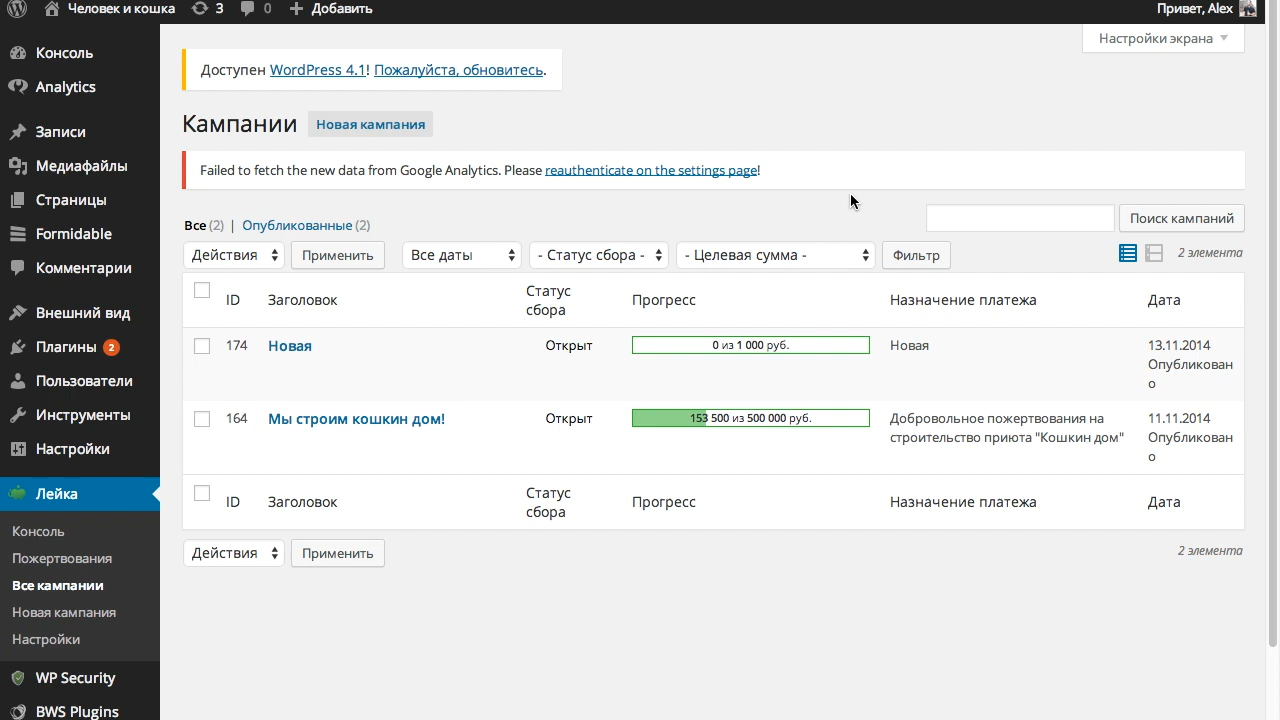 Человек и кошка 3 0 Добавить Привет, Alex
Настройки экрана
Консоль
Analytics
Записи
Медиафайлы
Страницы
Formidable
Комментарии
Внешний вид
Плагины 2
Пользователи
Инструменты
Настройки
Лейка
Консоль
Пожертвования
Все кампании
Новая кампания
Настройки
WP Security
BWS Plugins
Доступен WordPress 4.1! Пожалуйста, обновитесь.
Кампании Новая кампания
Failed to fetch the new data from Google Analytics. Please reauthenticate on the settings page!
Все (2) | Опубликованные (2)
Поиск кампаний
Действия Применить Все даты - Статус сбора - - Целевая сумма - Фильтр 2 элемента
ID Заголовок Статус сбора Прогресс Назначение платежа Дата
174 Новая Открыт 0 из 1 000 руб. Новая 13.11.2014
Опубликован
о
164 Мы строим кошкин дом! Открыт 153 500 из 500 000 руб. Добровольное пожертвования на 11.11.2014
строительство приюта "Кошкин дом" Опубликован
о
ID Заголовок Статус сбора Прогресс Назначение платежа Дата
Действия Применить 2 элемента